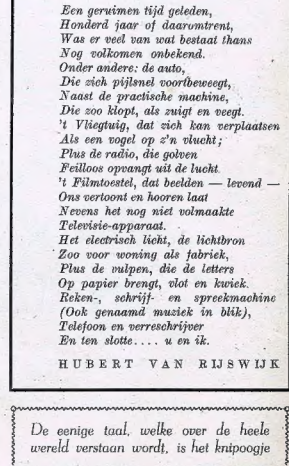 Een geruimen tijd geleden,
Honderd jaar of daaromtrent,
Was er veel van wat bestaat thans
Nog volkomen onbekend.
Onder andere: de auto,
Die zich pijlsnel voortbeweegt,
Naast de practische machine,
Die zoo klopt, als zuigt en veegt.
't Vliegtuig, dat zich kan verplaatsen
Als een vogel op z'n vlucht;
Plus de radio, die golven
Feilloos opvangt uit de lucht.
't Filmtoestel, dat beelden — levend —
Ons vertoont en hooren laat
Nevens het nog niet volmaakte
Televisie-apparaat.
Het electrisch licht, de lichtbron
Zoo voor woning als fabriek,
Plus de vulpen, die de letters
Op papier brengt, vlot en kwiek.
Reken-, schrijf- en spreekmachine
(Ook genaamd muziek in blik),
Telefoon en verreschrijver
En ten slotte.... u en ik.
HUBERT VAN RIJSWIJK
De eenige taal, welke over de heele
wereld verstaan wordt, is het knipoogje